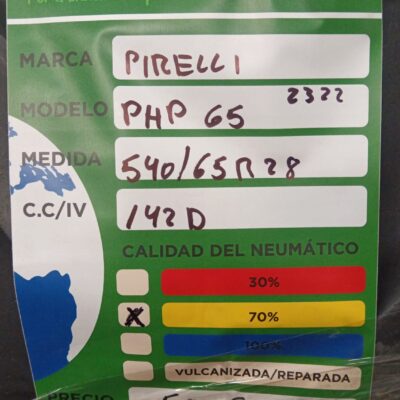 MARCA PIRELLI
MODELO PHP 65 2322
MEDIDA 540/65R28
C.C/IV 142D
CALIDAD DEL NEUMÁTICO
30%
X 70%
100%
VULCANIZADA/REPARADA
PRECIO